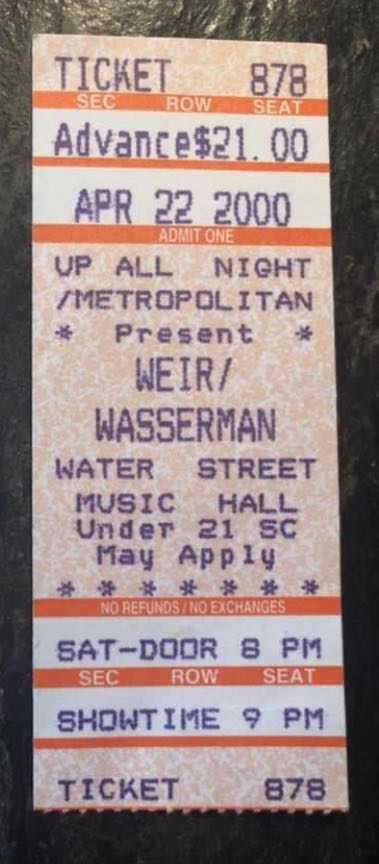 TICKET 878
SEC ROW SEAT
Advance$21.00
APR 22 2000
ADMIT ONE
UP ALL NIGHT
/METROPOLITAN
* Present *
WEIR/
WASSERMAN
WATER STREET
MUSIC HALL
Under 21 SC
May Apply
* * * * * * *
NO REFUNDS / NO EXCHANGES
SAT-DOOR 8 PM
SEC ROW SEAT
SHOWTIME 9 PM
TICKET 878